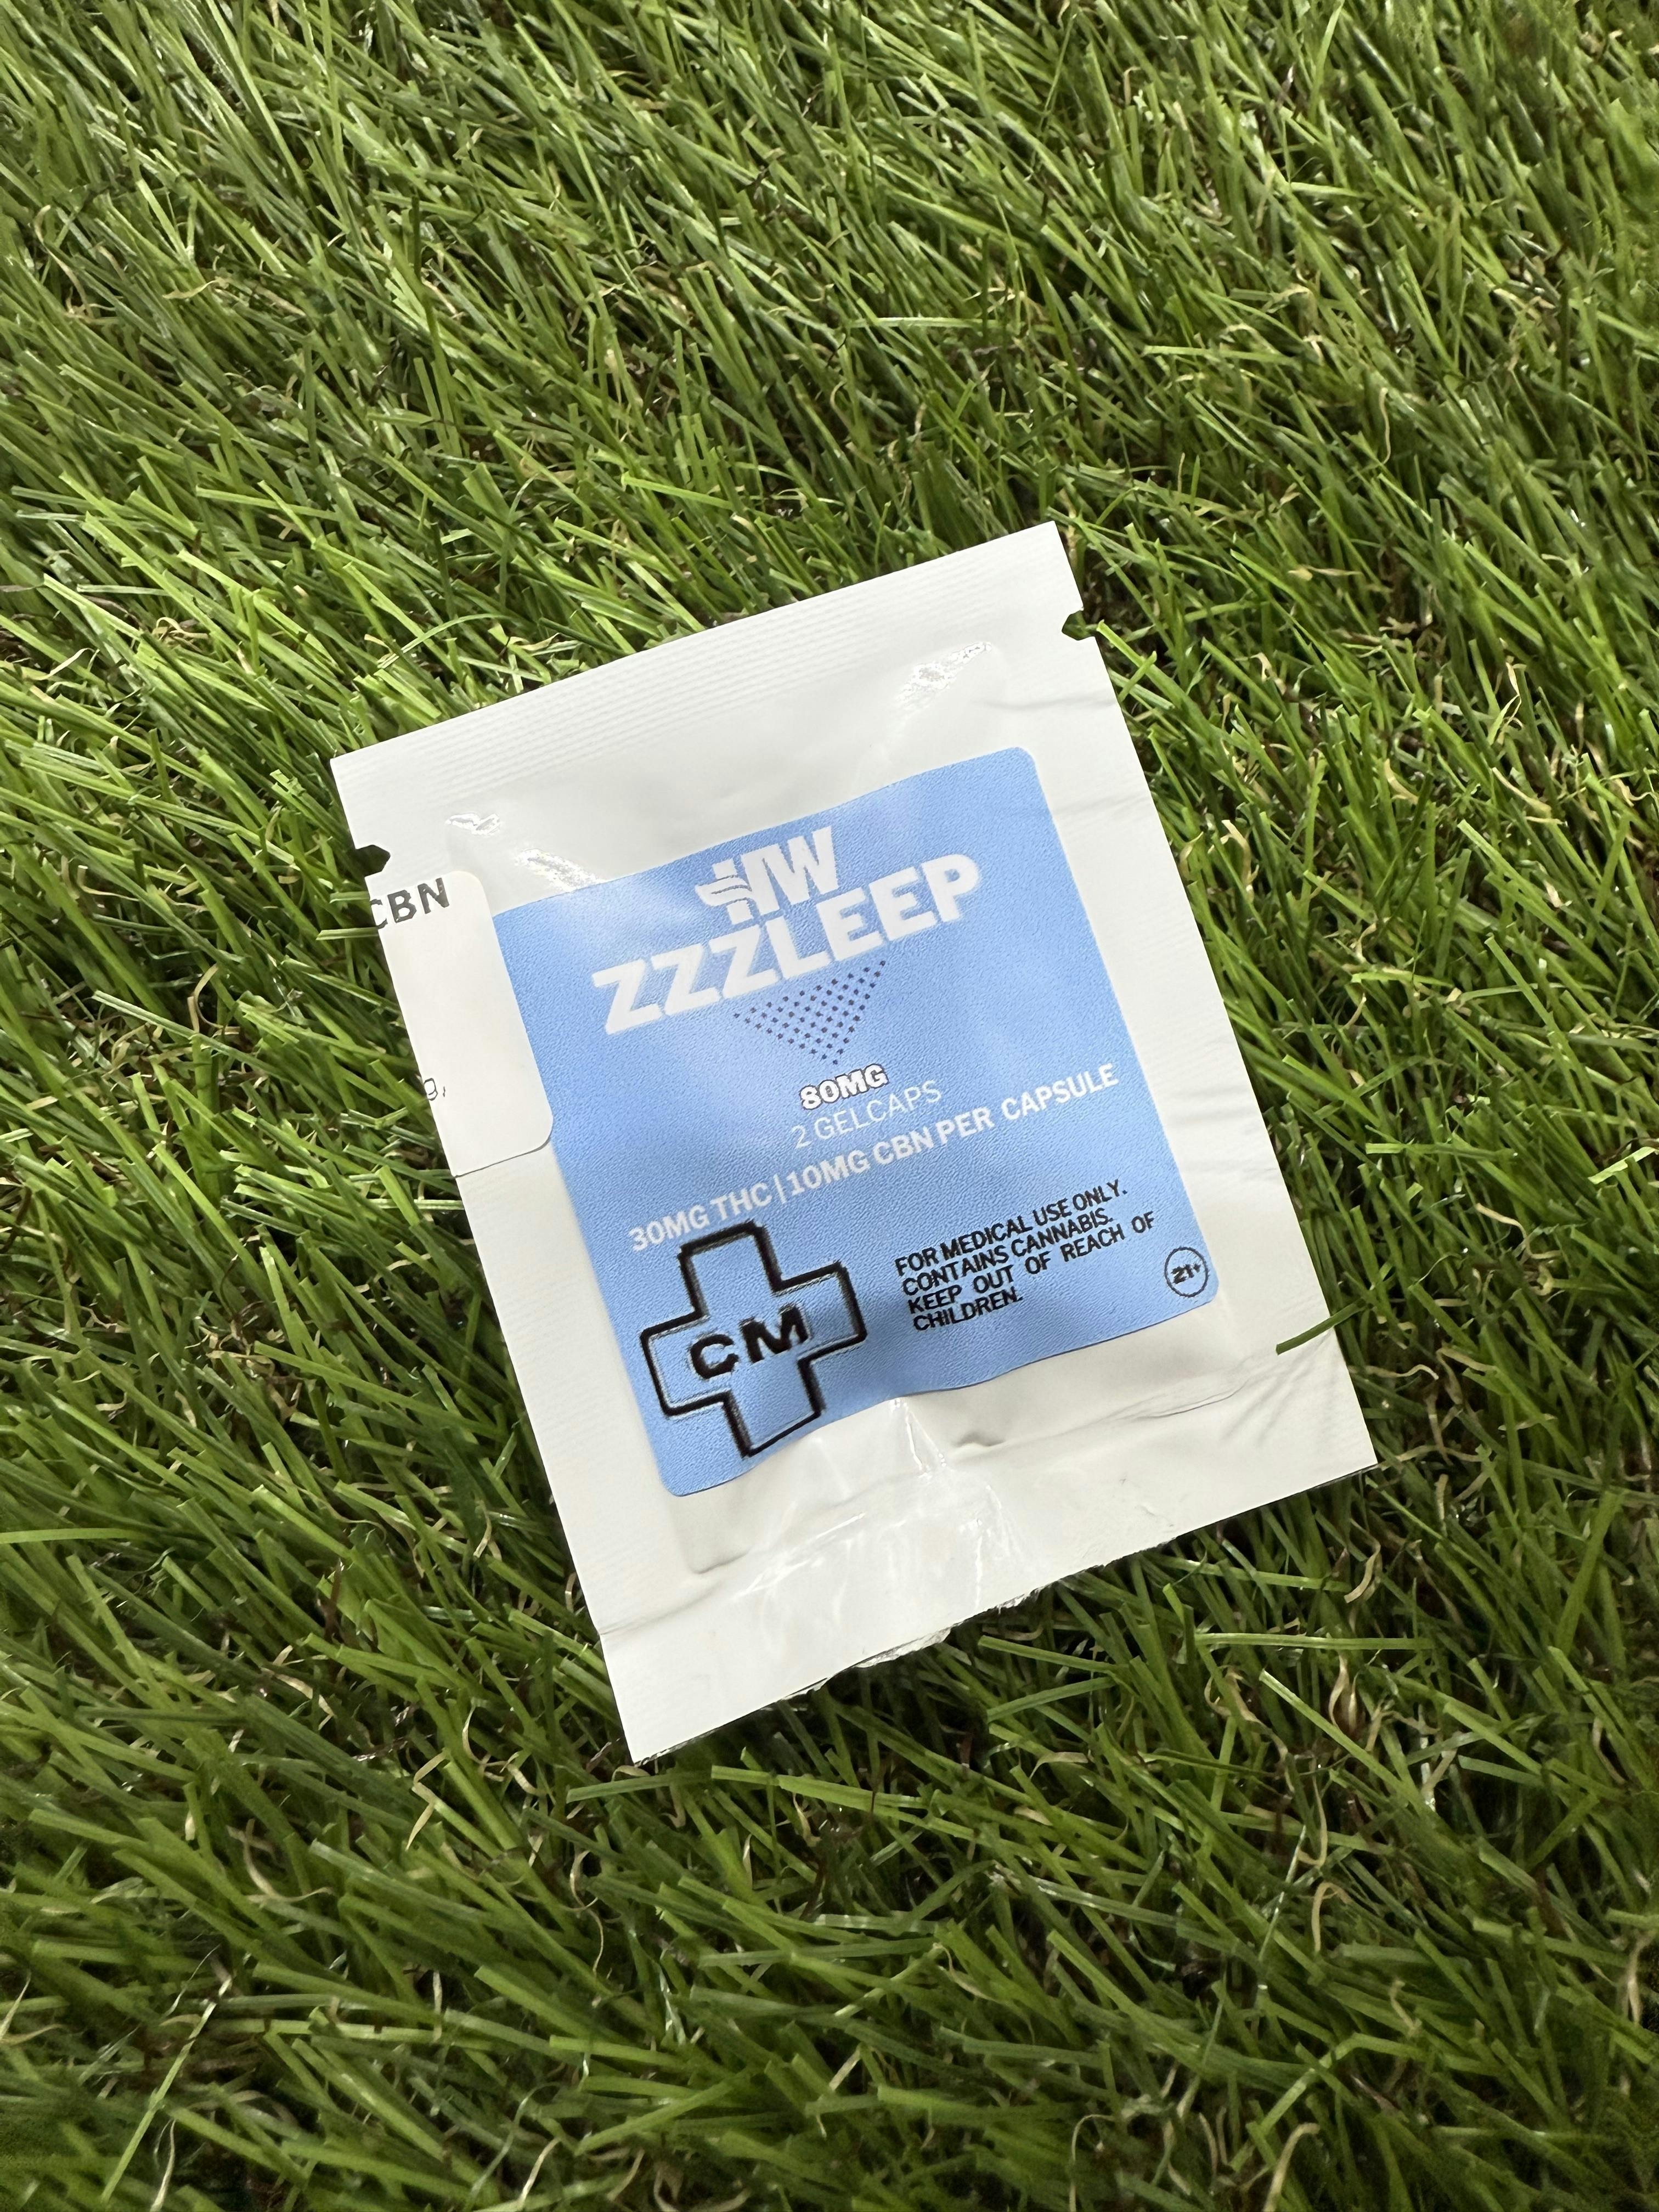 HW
ZZZLEEP
80MG
2 GELCAPS
30MG THC|10MG CBN PER CAPSULE
CM
FOR MEDICAL USE ONLY.
CONTAINS CANNABIS.
KEEP OUT OF REACH OF
CHILDREN.
21+
CBN
g,